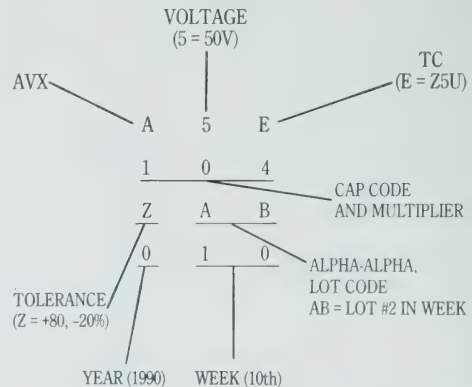 VOLTAGE
(5 = 50V)
AVX
TC
(E = Z5U)
A 5 E
1 0 4
CAP CODE
AND MULTIPLIER
Z A B
0 1 0
ALPHA-ALPHA,
LOT CODE
AB = LOT #2 IN WEEK
TOLERANCE
(Z = +80, –20%)
YEAR (1990) WEEK (10th)